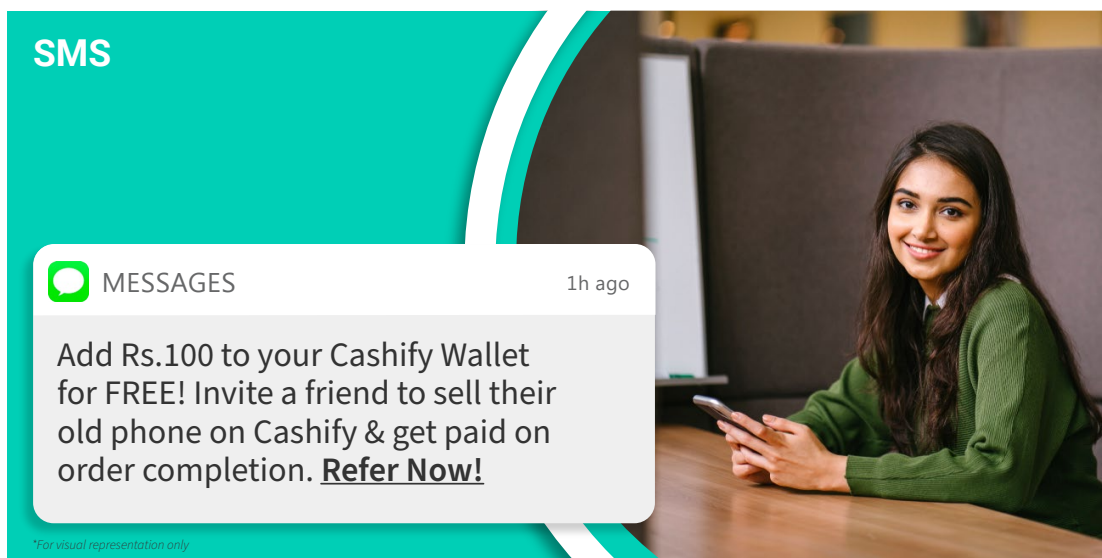 SMS
MESSAGES
1h ago
Add Rs.100 to your Cashify Wallet
for FREE! Invite a friend to sell their
old phone on Cashify & get paid on
order completion. Refer Now!
*For visual representation only